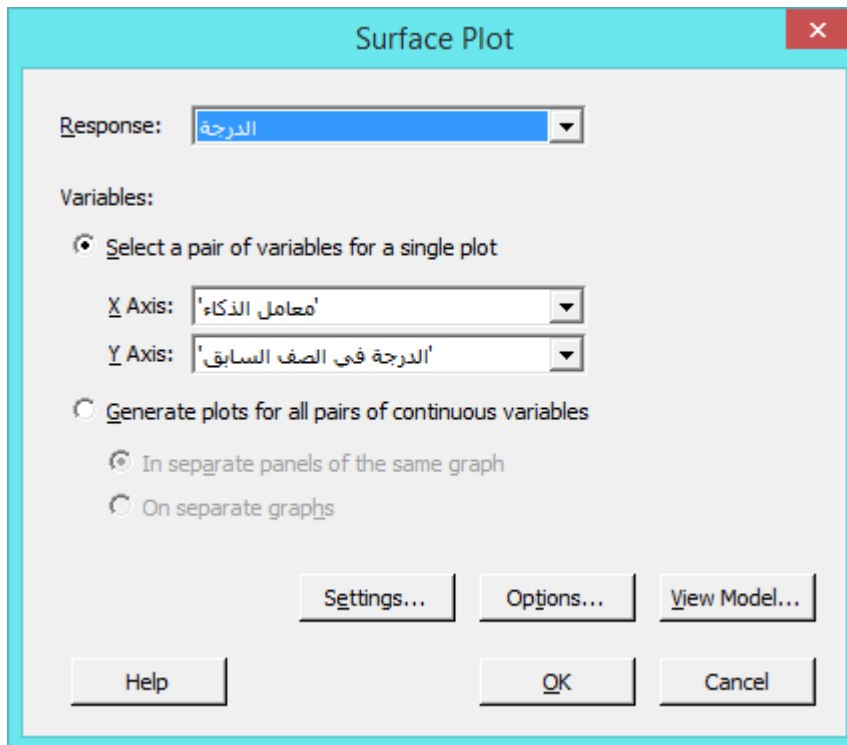 Surface Plot
Response: الدرجة
Variables:
Select a pair of variables for a single plot
X Axis: 'معامل الذكاء'
Y Axis: 'الدرجة في الصف السابق'
Generate plots for all pairs of continuous variables
In separate panels of the same graph
On separate graphs
Settings... Options... View Model...
Help OK Cancel